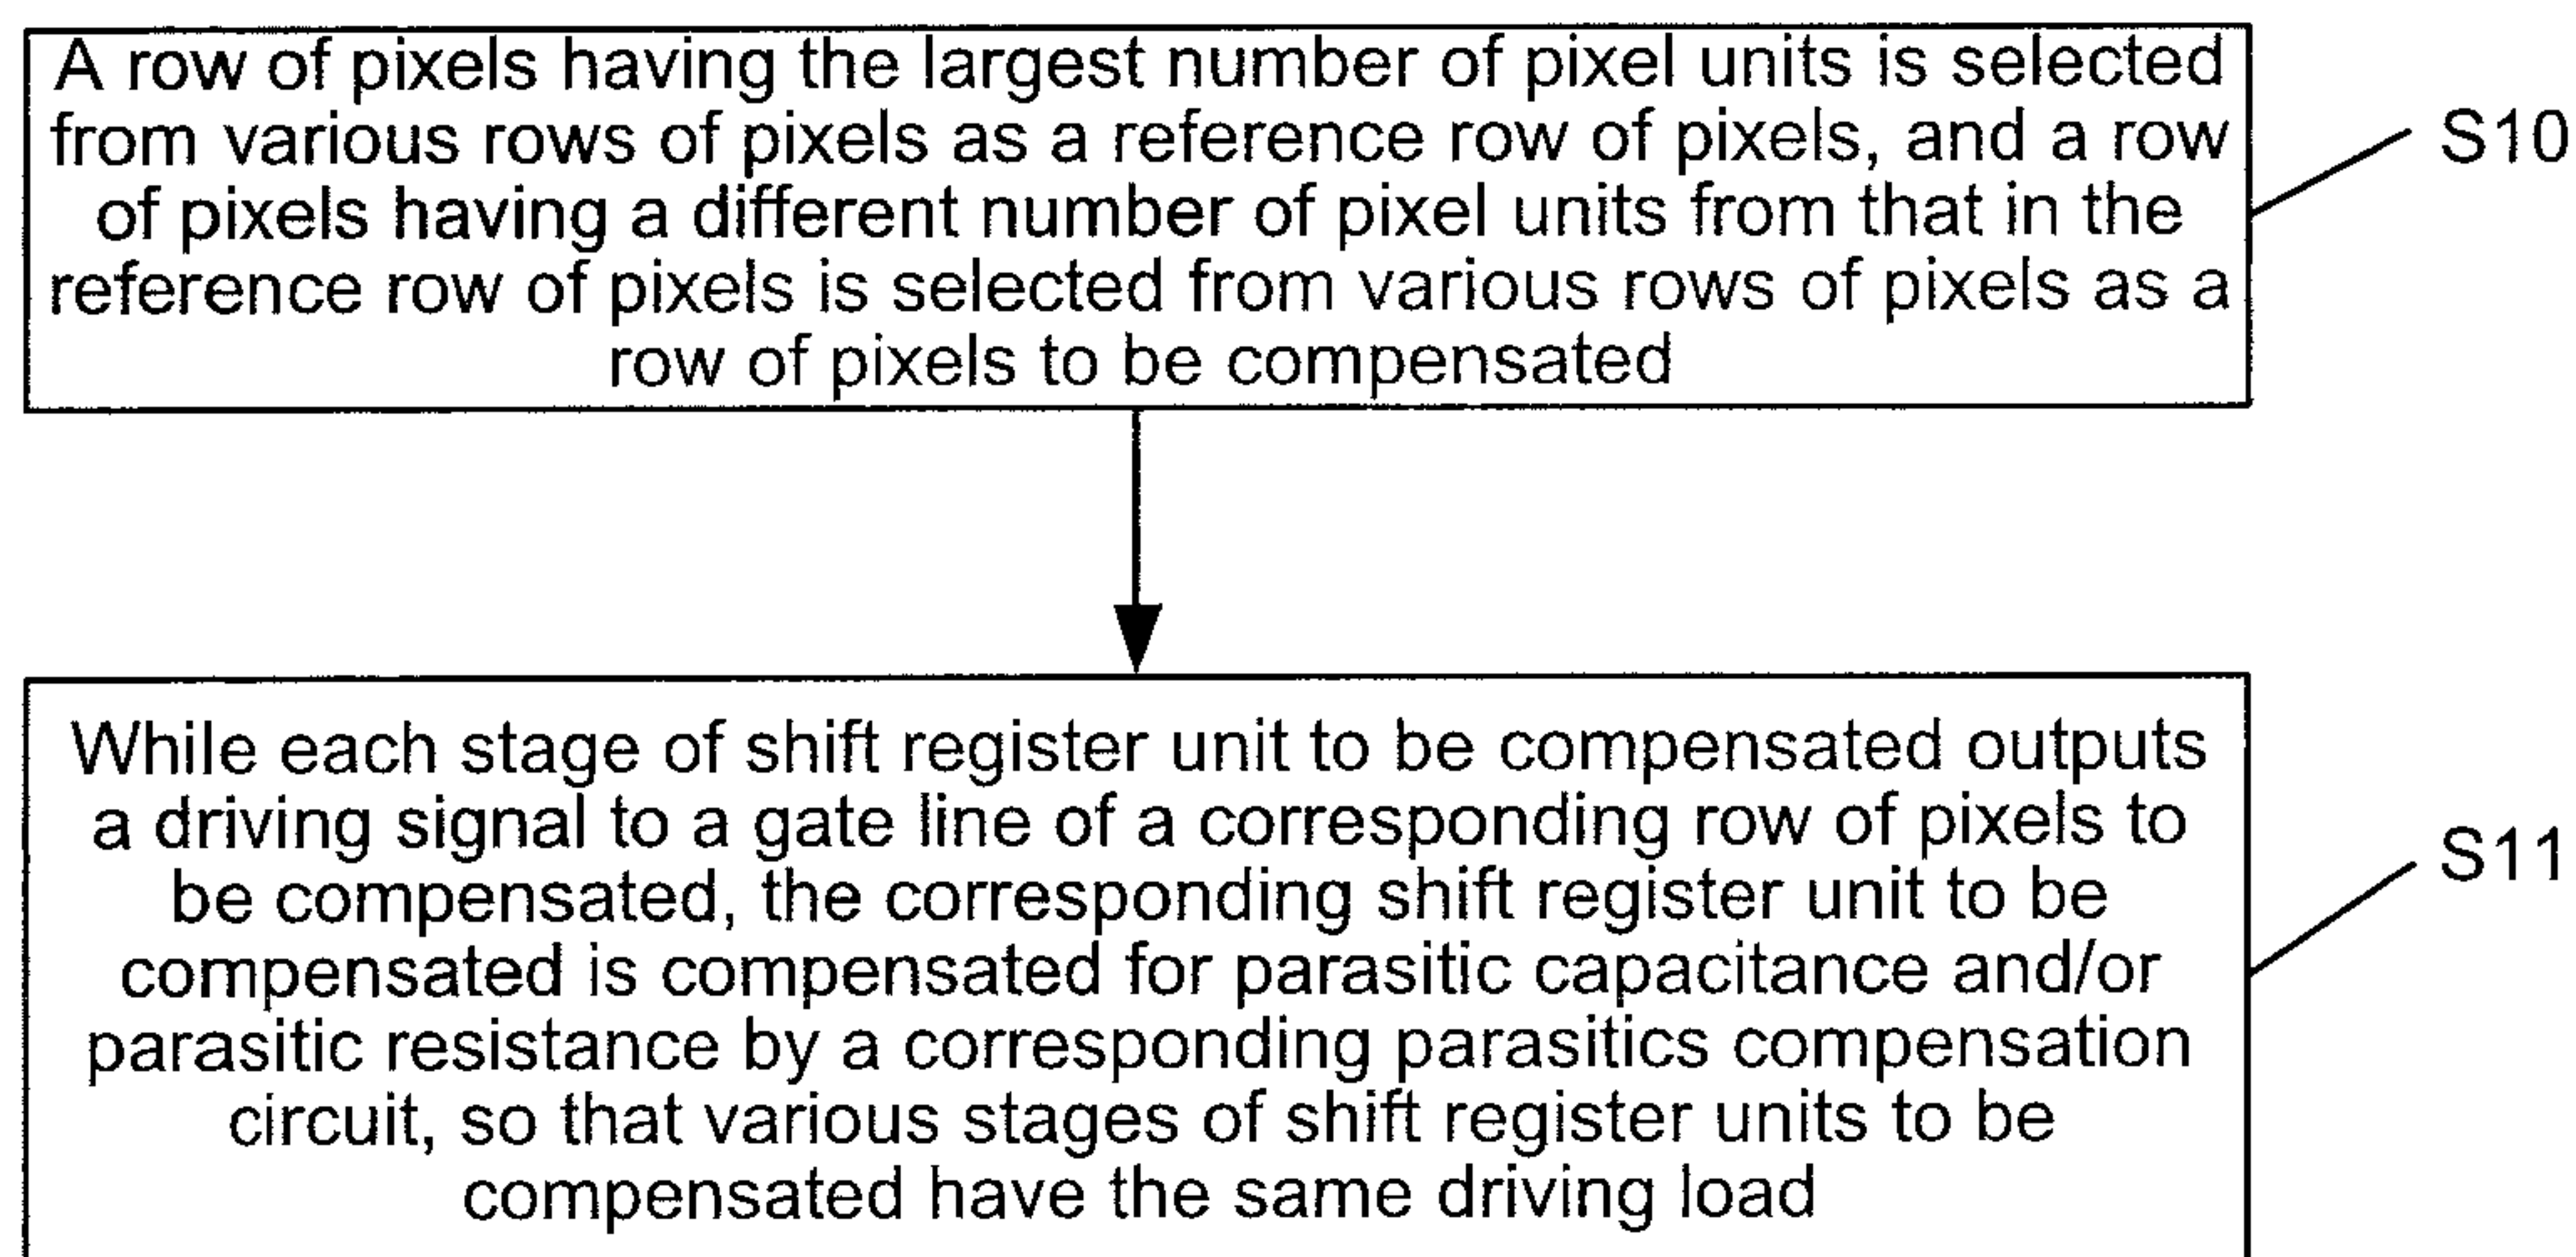 A row of pixels having the largest number of pixel units is selected
from various rows of pixels as a reference row of pixels, and a row
of pixels having a different number of pixel units from that in the
reference row of pixels is selected from various rows of pixels as a
row of pixels to be compensated
S10
While each stage of shift register unit to be compensated outputs
a driving signal to a gate line of a corresponding row of pixels to
be compensated, the corresponding shift register unit to be
compensated is compensated for parasitic capacitance and/or
parasitic resistance by a corresponding parasitics compensation
circuit, so that various stages of shift register units to be
compensated have the same driving load
S11